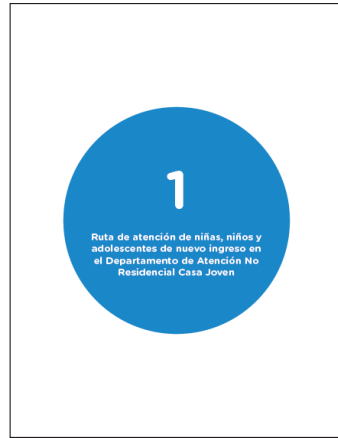 1
Ruta de atención de niñas, niños y
adolescentes de nuevo ingreso en
el Departamento de Atención No
Residencial Casa Joven